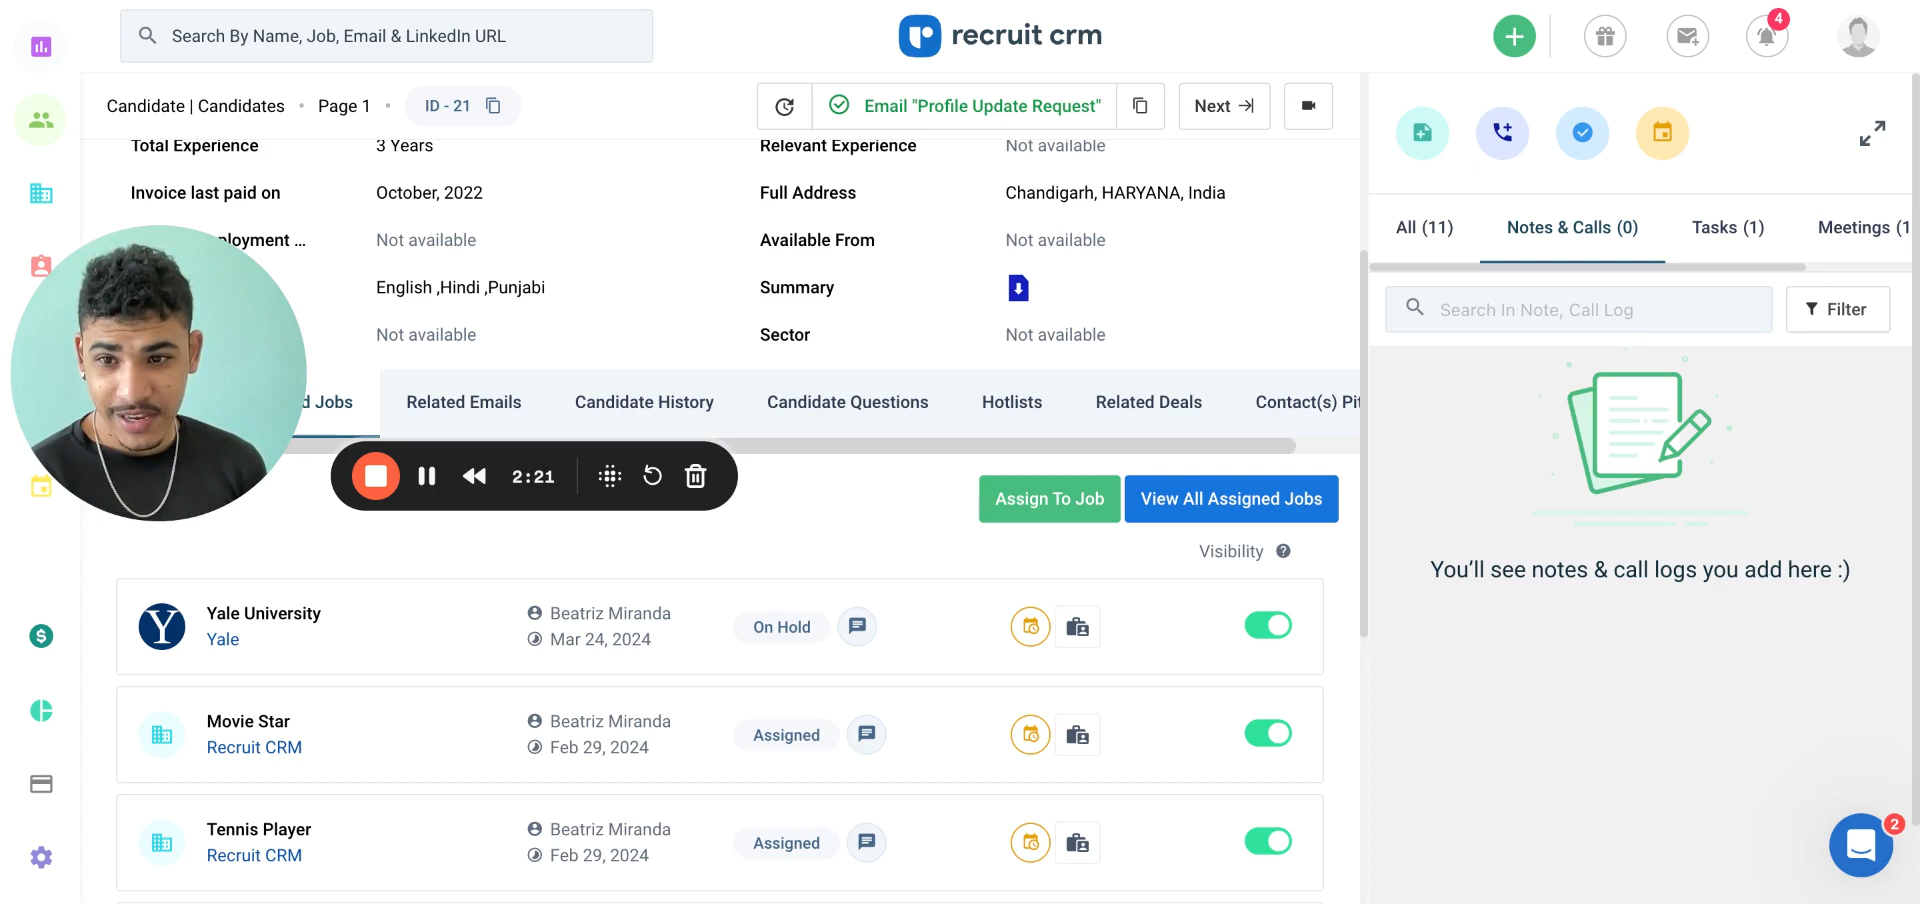 Search By Name, Job, Email & LinkedIn URL
recruit crm
4
Candidate | Candidates • Page 1 • ID - 21
Email "Profile Update Request"
Next
Total Experience 3 Years Relevant Experience Not available
Invoice last paid on October, 2022 Full Address Chandigarh, HARYANA, India
ployment ... Not available Available From Not available
English ,Hindi ,Punjabi Summary
Not available Sector Not available
d Jobs Related Emails Candidate History Candidate Questions Hotlists Related Deals Contact(s) Pit
2:21
Assign To Job View All Assigned Jobs
Visibility ?
Y
Yale University
Yale
Beatriz Miranda
Mar 24, 2024
On Hold
Movie Star
Recruit CRM
Beatriz Miranda
Feb 29, 2024
Assigned
Tennis Player
Recruit CRM
Beatriz Miranda
Feb 29, 2024
Assigned
All (11) Notes & Calls (0) Tasks (1) Meetings (1
Search In Note, Call Log
Filter
You’ll see notes & call logs you add here :)
2